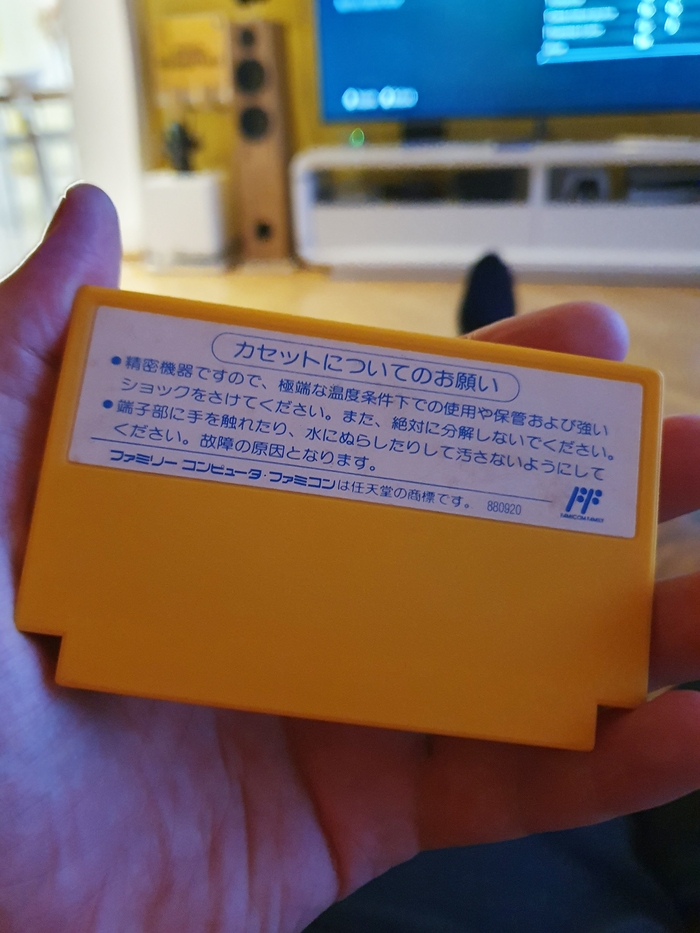 カセットについてのお願い
●精密機器ですので、極端な温度条件下での使用や保管および強い
ショックをさけてください。また、絶対に分解しないでください。
●端子部に手を触れたり、水にぬらしたりして汚さないようにして
ください。故障の原因となります。
ファミリー コンピュータ・ファミコンは任天堂の商標です。 880920
FF
FAMICOM FAMILY